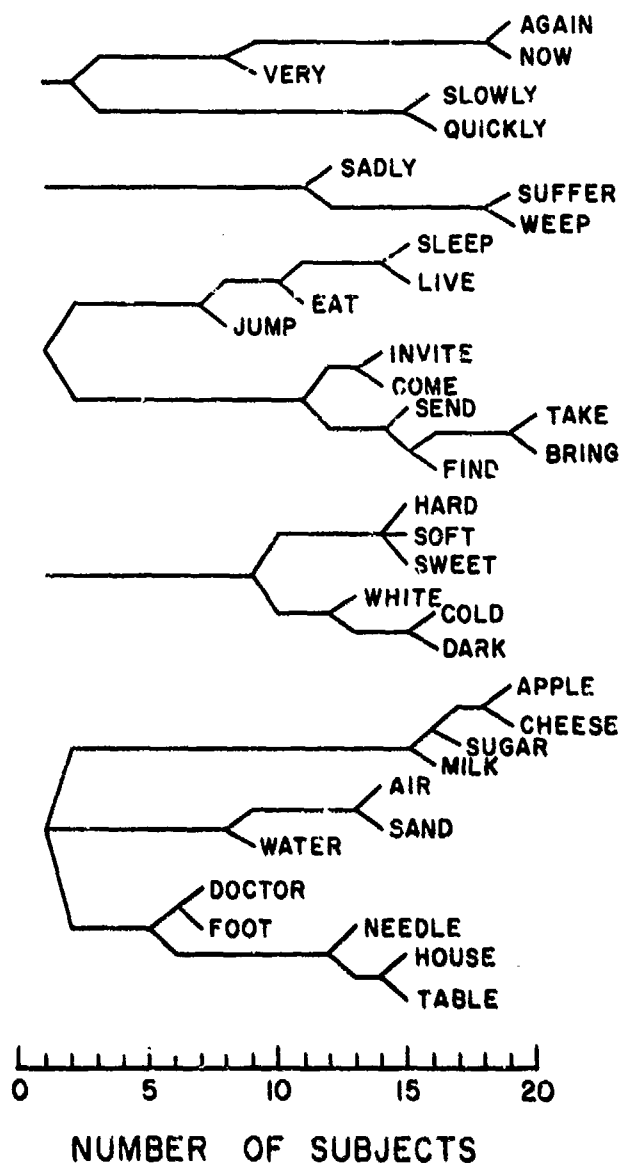 AGAIN
NOW
VERY
SLOWLY
QUICKLY
SADLY
SUFFER
WEEP
SLEEP
LIVE
EAT
JUMP
INVITE
COME
SEND
TAKE
BRING
FIND
HARD
SOFT
SWEET
WHITE
COLD
DARK
APPLE
CHEESE
SUGAR
MILK
AIR
SAND
WATER
DOCTOR
FOOT
NEEDLE
HOUSE
TABLE
0 5 10 15 20
NUMBER OF SUBJECTS